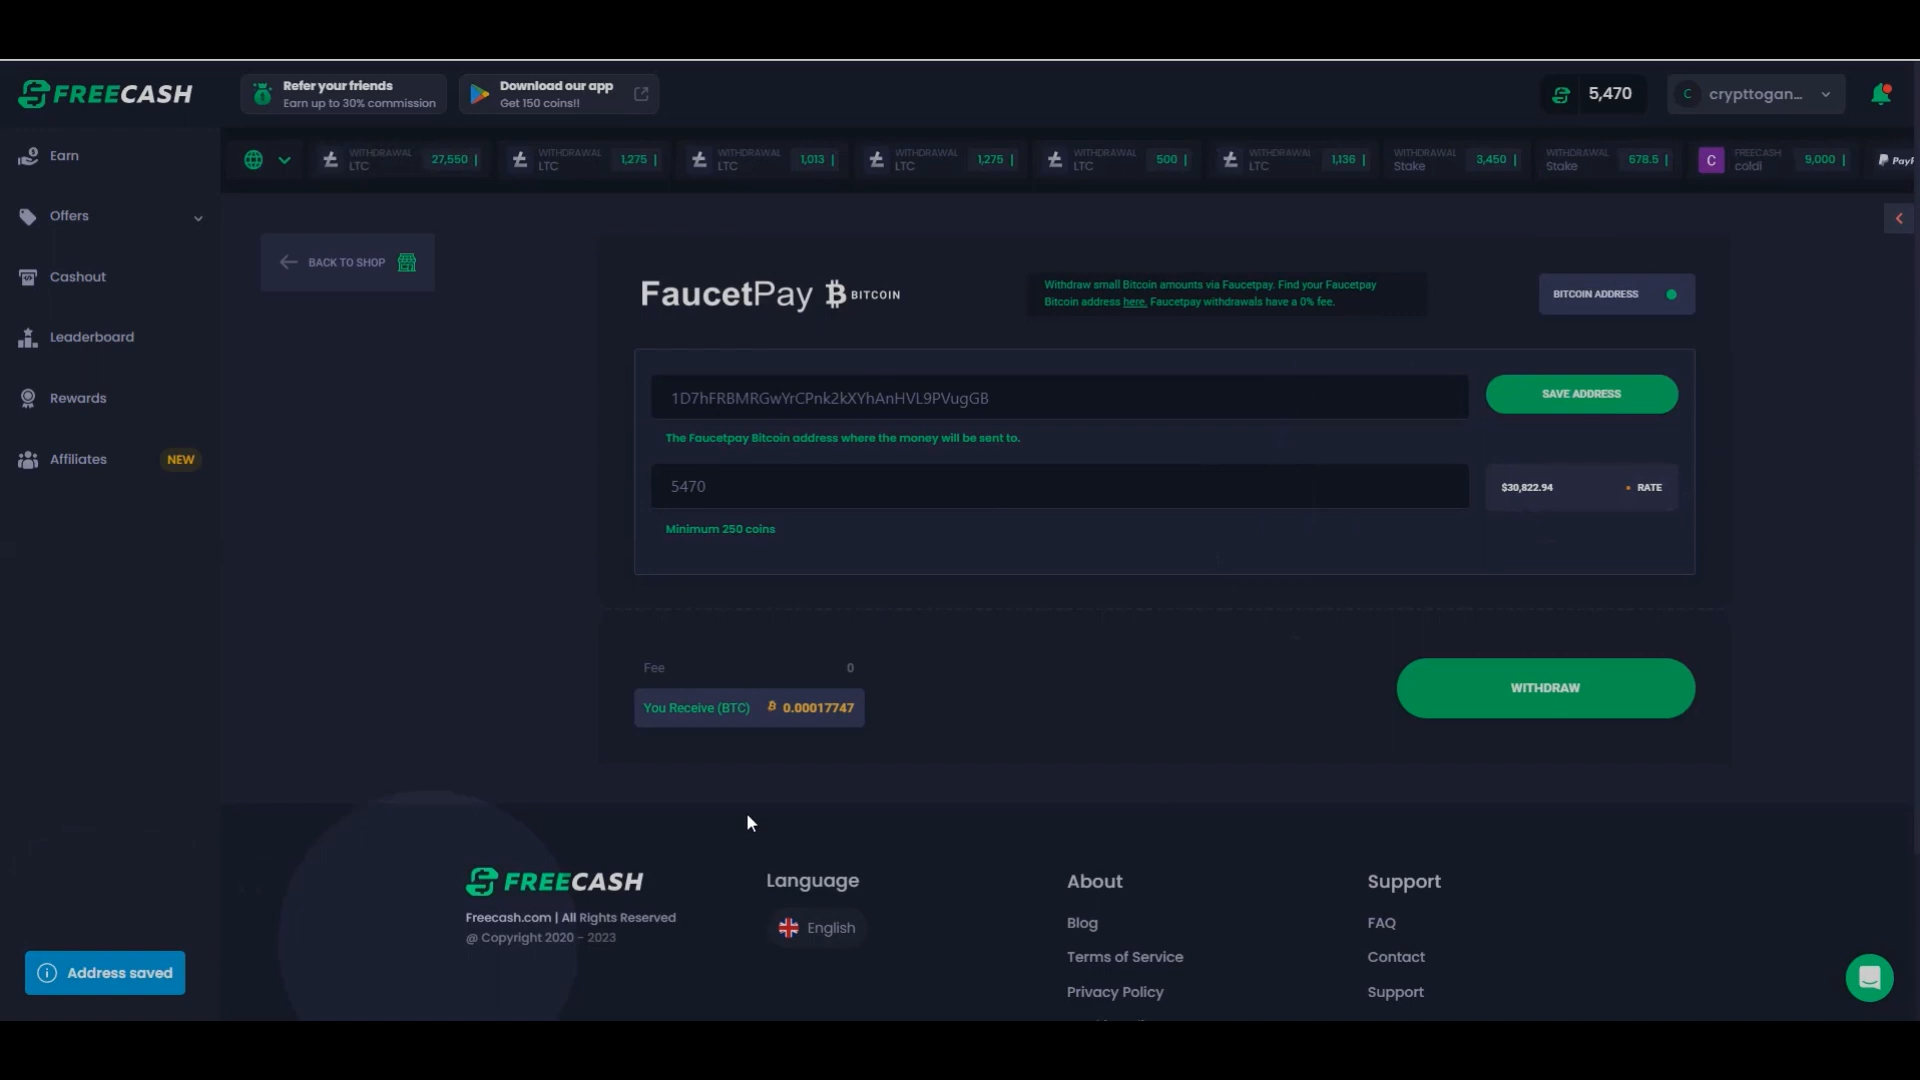 FREECASH
Refer your friends
Earn up to 30% commission
Download our app
Get 150 coins!!
5,470
C crypttogan...
Earn
Offers
Cashout
Leaderboard
Rewards
Affiliates NEW
WITHDRAWAL
LTC
27,550
WITHDRAWAL
LTC
1,275
WITHDRAWAL
LTC
1,013
WITHDRAWAL
LTC
1,275
WITHDRAWAL
LTC
500
WITHDRAWAL
LTC
1,136
WITHDRAWAL
Stake
3,450
WITHDRAWAL
Stake
678.5
C
FREECASH
coldl
9,000
BACK TO SHOP
FaucetPay BITCOIN
Withdraw small Bitcoin amounts via Faucetpay. Find your Faucetpay
Bitcoin address here. Faucetpay withdrawals have a 0% fee.
BITCOIN ADDRESS
1D7hFRBMRGwYrCPnk2kXYhAnHVL9PVugGB
SAVE ADDRESS
The Faucetpay Bitcoin address where the money will be sent to.
5470
$30,822.94 • RATE
Minimum 250 coins
Fee 0
You Receive (BTC) 0.00017747
WITHDRAW
FREECASH
Freecash.com | All Rights Reserved
@ Copyright 2020 - 2023
Language
English
About
Blog
Terms of Service
Privacy Policy
Support
FAQ
Contact
Support
Address saved